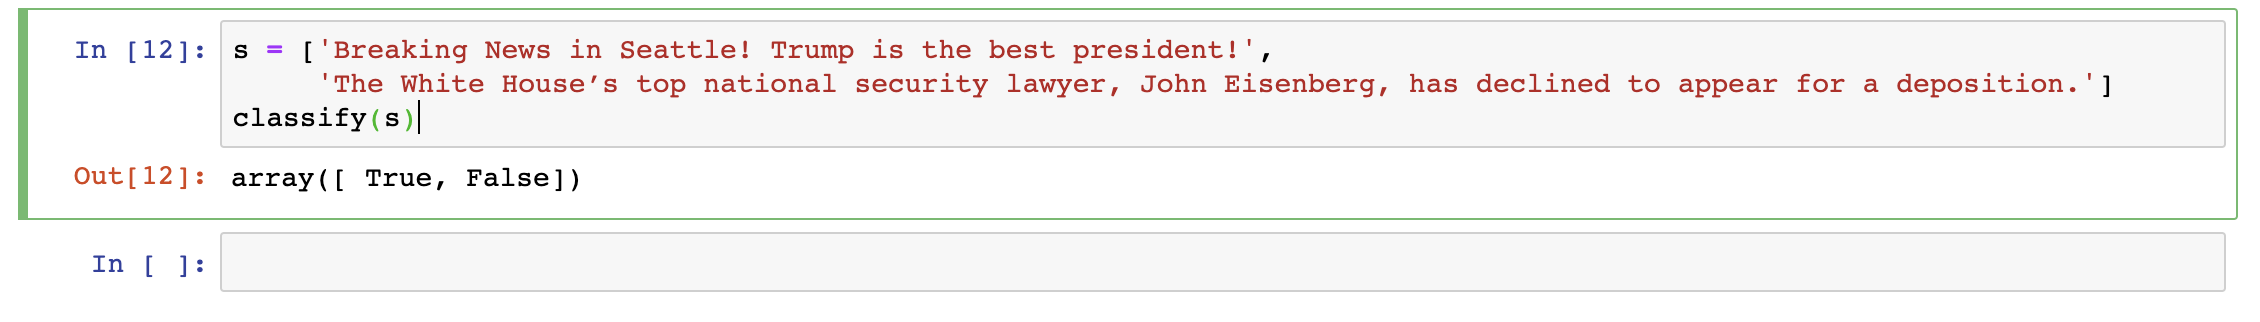 In [12]: s = ['Breaking News in Seattle! Trump is the best president!',
'The White House’s top national security lawyer, John Eisenberg, has declined to appear for a deposition.']
classify(s)
Out[12]: array([ True, False])
In [ ]: